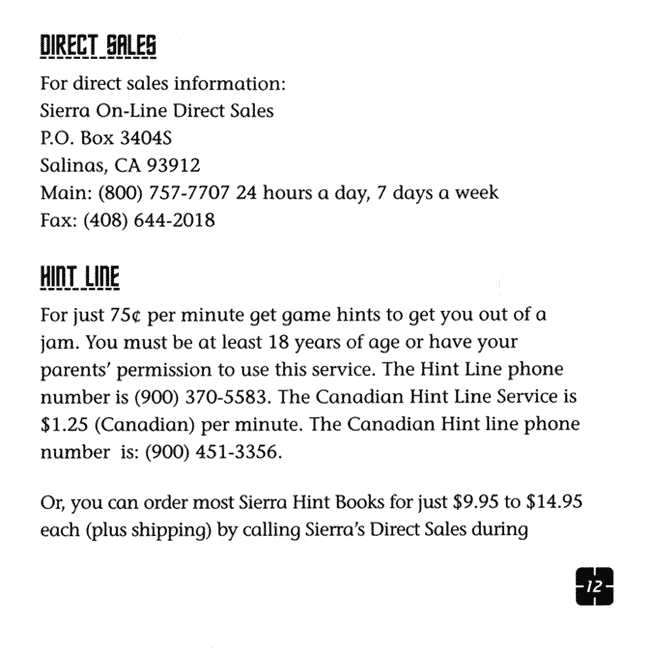 DIRECT SALES
For direct sales information:
Sierra On-Line Direct Sales
P.O. Box 3404S
Salinas, CA 93912
Main: (800) 757-7707 24 hours a day, 7 days a week
Fax: (408) 644-2018
HINT LINE
For just 75¢ per minute get game hints to get you out of a
jam. You must be at least 18 years of age or have your
parents’ permission to use this service. The Hint Line phone
number is (900) 370-5583. The Canadian Hint Line Service is
$1.25 (Canadian) per minute. The Canadian Hint line phone
number  is: (900) 451-3356.
Or, you can order most Sierra Hint Books for just $9.95 to $14.95
each (plus shipping) by calling Sierra’s Direct Sales during
12